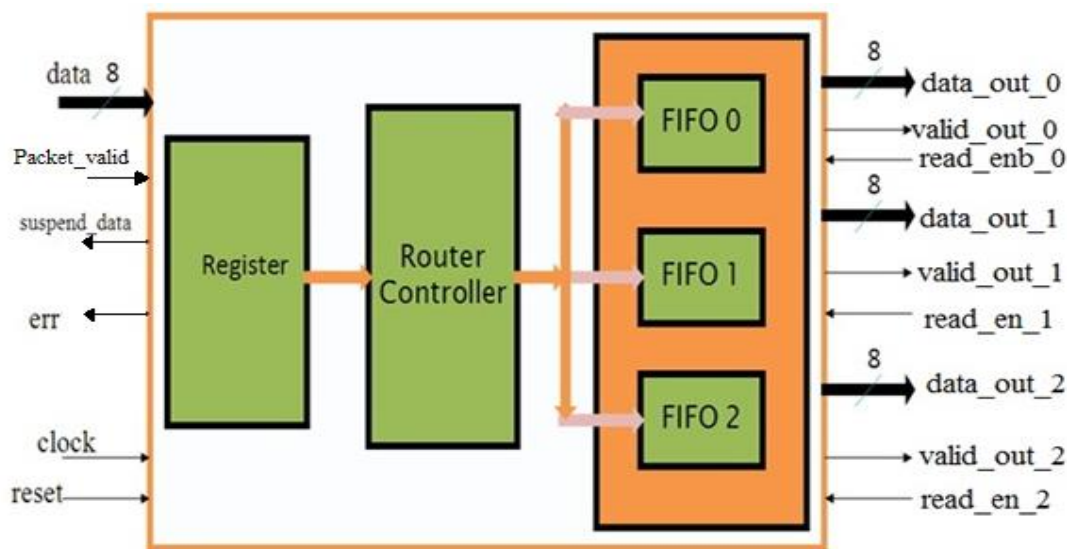 data 8
Packet_valid
suspend_data
err
clock
reset
Register
Router
Controller
FIFO 0
FIFO 1
FIFO 2
8
data_out_0
valid_out_0
read_enb_0
8
data_out_1
valid_out_1
read_en_1
8
data_out_2
valid_out_2
read_en_2